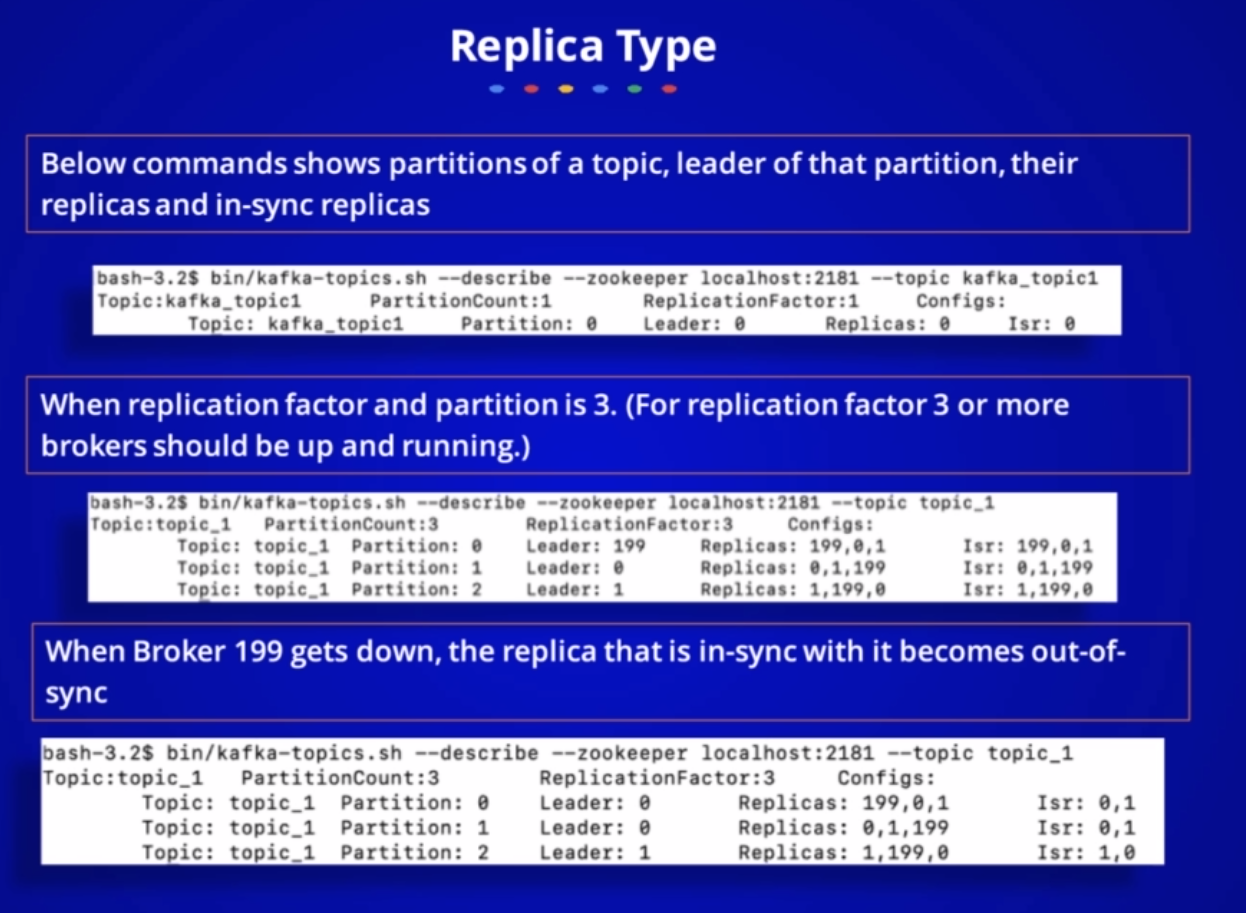 Replica Type
Below commands shows partitions of a topic, leader of that partition, their
replicas and in-sync replicas
bash-3.2$ bin/kafka-topics.sh --describe --zookeeper localhost:2181 --topic kafka_topic1
Topic:kafka_topic1 PartitionCount:1 ReplicationFactor:1 Configs:
Topic: kafka_topic1 Partition: 0 Leader: 0 Replicas: 0 Isr: 0
When replication factor and partition is 3. (For replication factor 3 or more
brokers should be up and running.)
bash-3.2$ bin/kafka-topics.sh --describe --zookeeper localhost:2181 --topic topic_1
Topic:topic_1 PartitionCount:3 ReplicationFactor:3 Configs:
Topic: topic_1 Partition: 0 Leader: 199 Replicas: 199,0,1 Isr: 199,0,1
Topic: topic_1 Partition: 1 Leader: 0 Replicas: 0,1,199 Isr: 0,1,199
Topic: topic_1 Partition: 2 Leader: 1 Replicas: 1,199,0 Isr: 1,199,0
When Broker 199 gets down, the replica that is in-sync with it becomes out-of-
sync
bash-3.2$ bin/kafka-topics.sh --describe --zookeeper localhost:2181 --topic topic_1
Topic:topic_1 PartitionCount:3 ReplicationFactor:3 Configs:
Topic: topic_1 Partition: 0 Leader: 0 Replicas: 199,0,1 Isr: 0,1
Topic: topic_1 Partition: 1 Leader: 0 Replicas: 0,1,199 Isr: 0,1
Topic: topic_1 Partition: 2 Leader: 1 Replicas: 1,199,0 Isr: 1,0